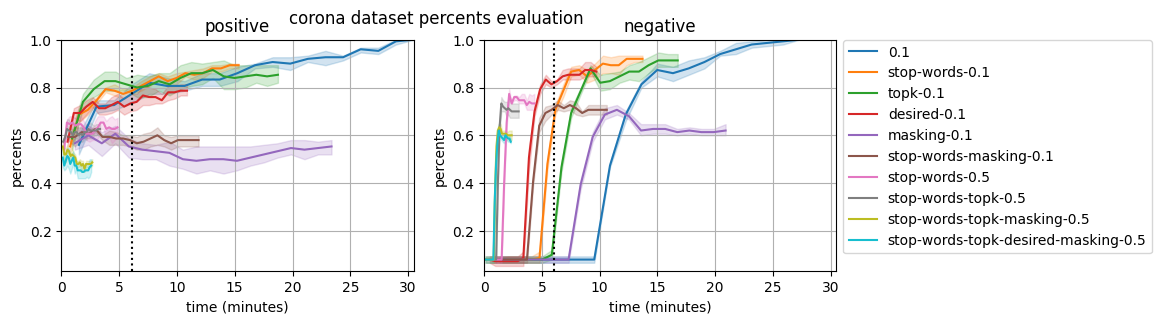 corona dataset percents evaluation
positive
negative
percents
1.0
0.8
0.6
0.4
0.2
0 5 10 15 20 25 30
time (minutes)
percents
1.0
0.8
0.6
0.4
0.2
0 5 10 15 20 25 30
time (minutes)
0.1
stop-words-0.1
topk-0.1
desired-0.1
masking-0.1
stop-words-masking-0.1
stop-words-0.5
stop-words-topk-0.5
stop-words-topk-masking-0.5
stop-words-topk-desired-masking-0.5